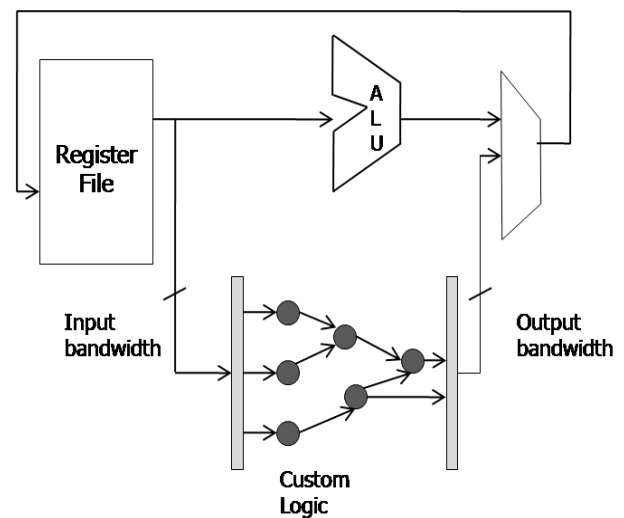 Register
File
A
L
U
Input
bandwidth
Output
bandwidth
Custom
Logic